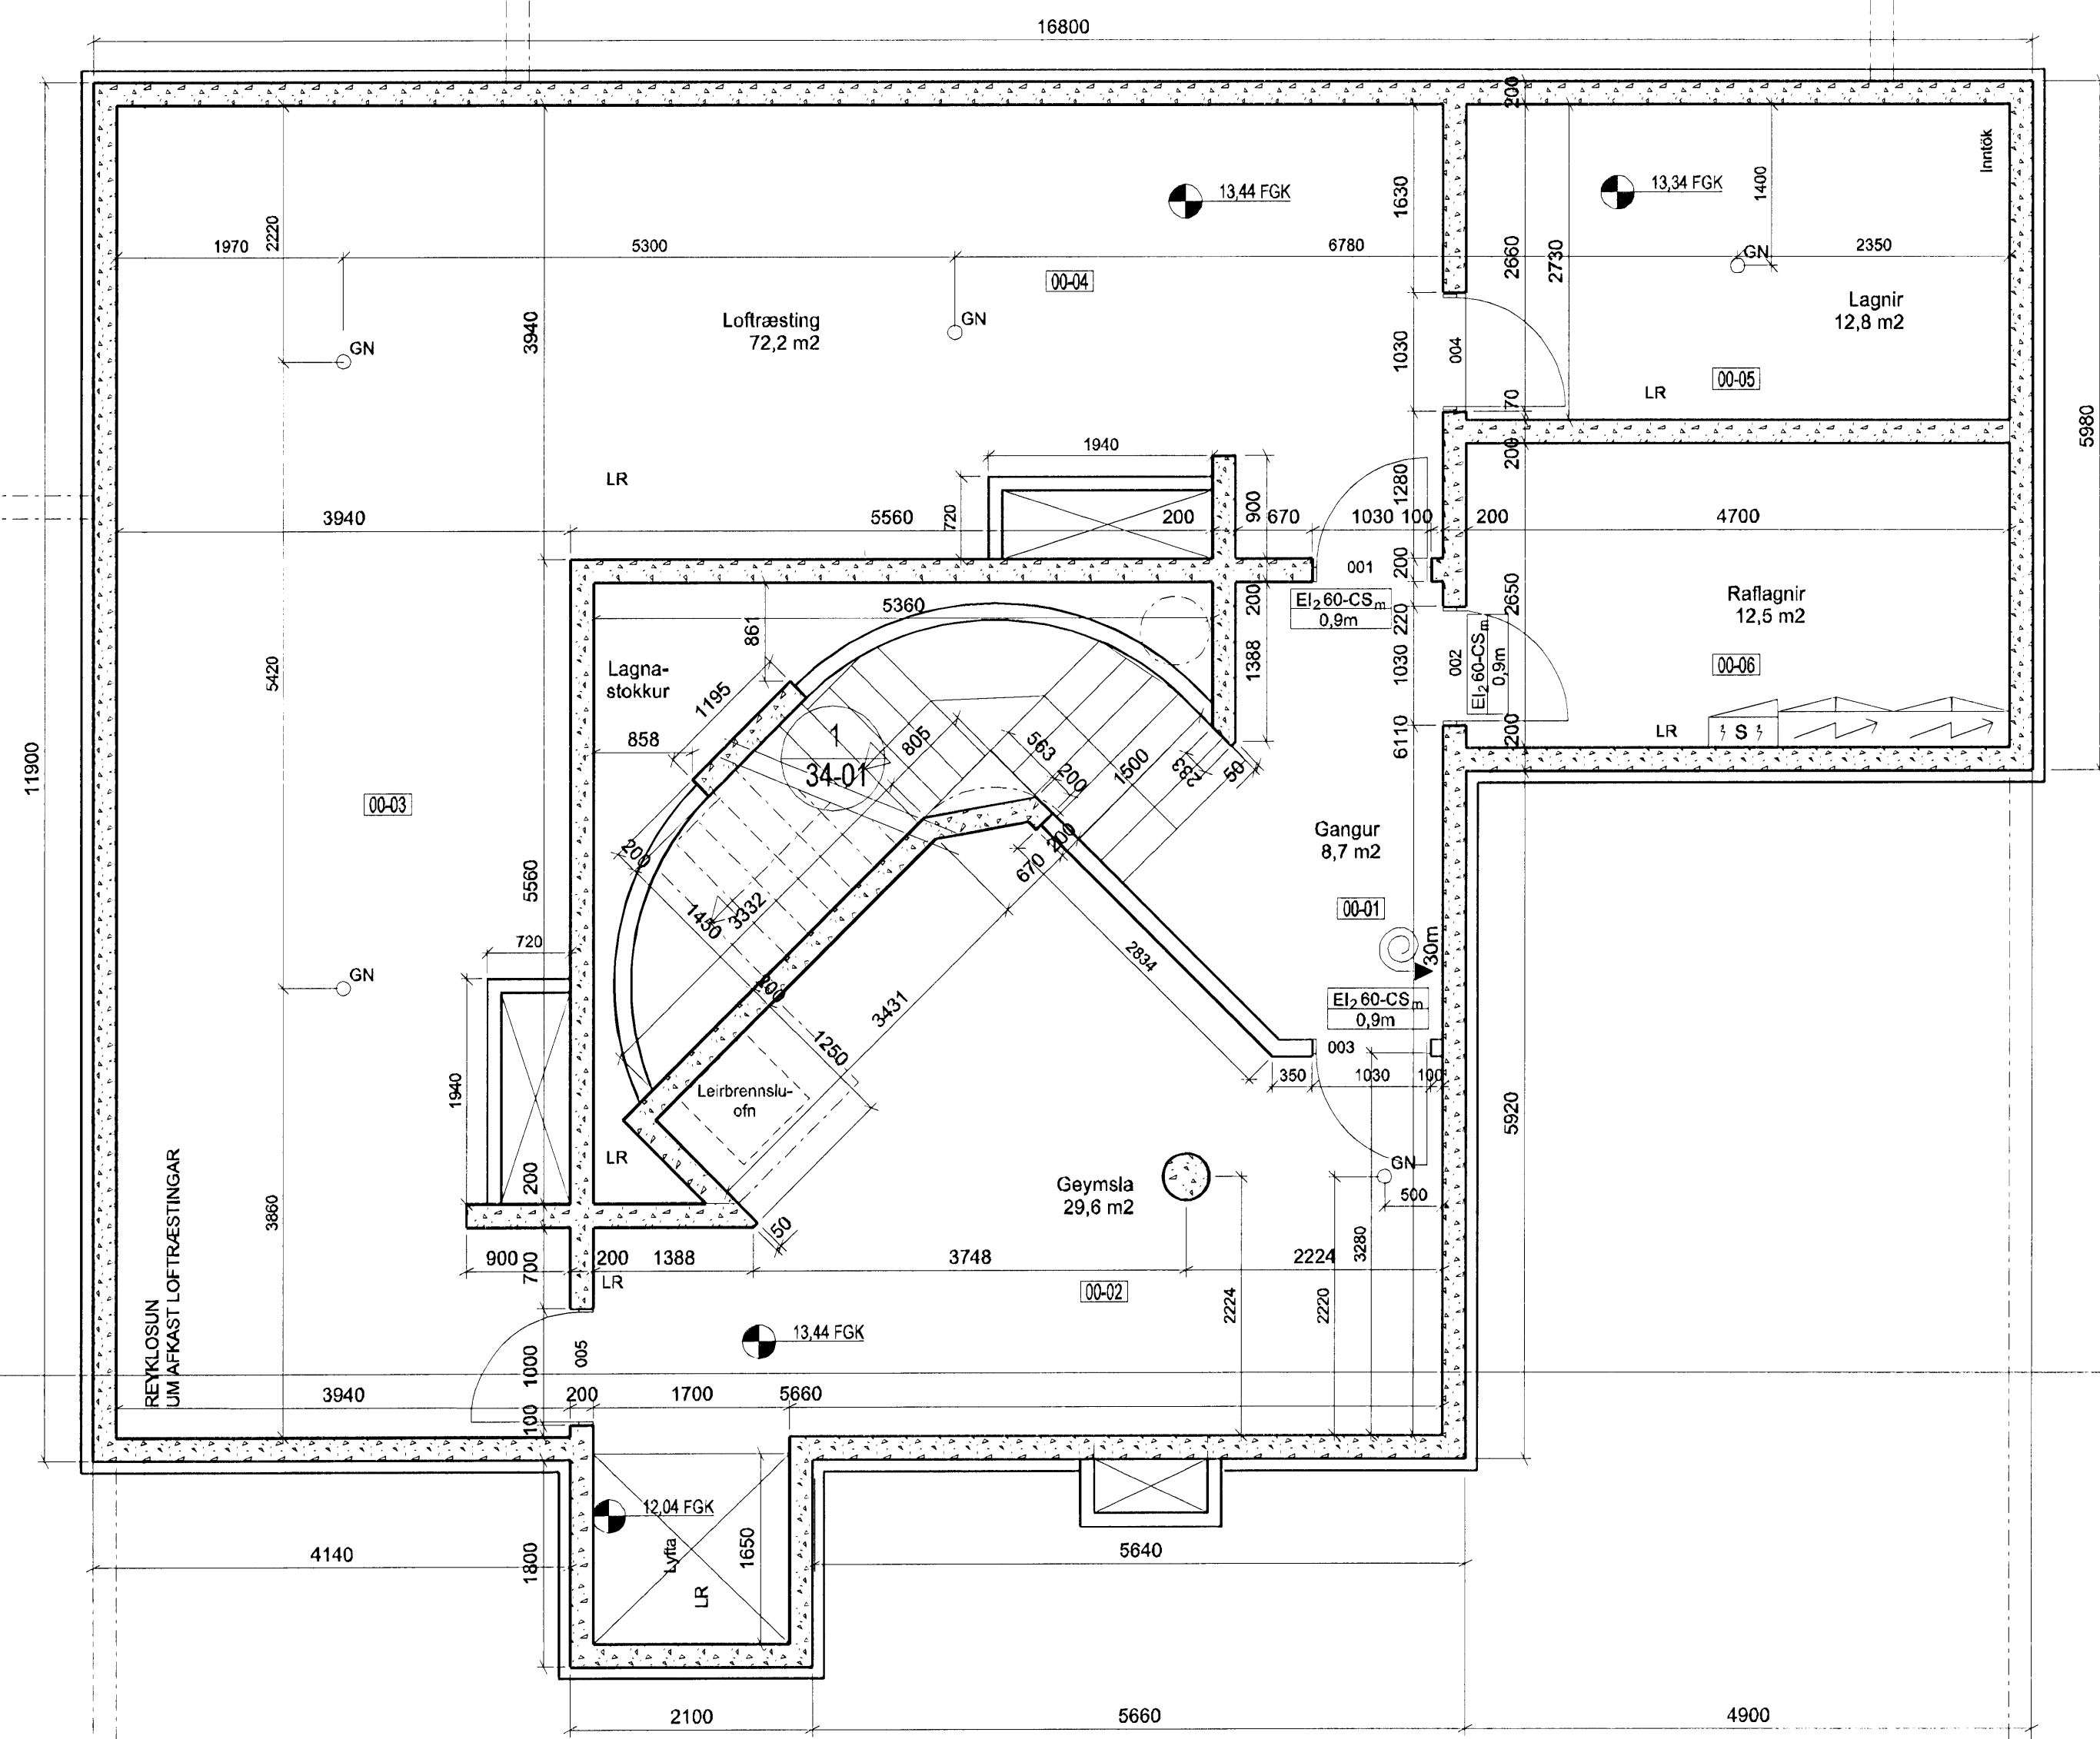 16800
200
13,44 FGK
13,34 FGK
Inntök
1400
1630
1970
2220
5300
6780
2660
2730
GN
2350
00-04
Lagnir
12,8 m2
Loftræsting
72,2 m2
GN
GN
3940
1030
004
00-05
LR
70
5980
1940
200
LR
1280
900
3940
5560
720
200
670
1030
100
200
4700
001
200
EI2 60-CSm
0,9m
5360
861
200
220
2650
Raflagnir
12,5 m2
Lagna-
stokkur
1388
1030
002
EI2 60-CSm
0,9m
00-06
5420
1195
858
1
34-01
805
563
200
1500
283
50
LR
S
200
6110
11900
00-03
200
670
200
Gangur
8,7 m2
5560
1450
3332
00-01
720
2834
30m
GN
200
3431
EI2 60-CSm
0,9m
1250
003
1940
Leirbrennslu-
ofn
350
1030
100
5920
LR
GN
200
Geymsla
29,6 m2
500
3860
REYKLOSUN
UM AFKAST LOFTRÆSTINGAR
50
900
700
200
1388
3748
2224
3280
LR
00-02
2224
2220
13,44 FGK
005
1000
3940
200
1700
5660
100
12,04 FGK
Lyfta
1650
LR
4140
1800
5640
2100
5660
4900